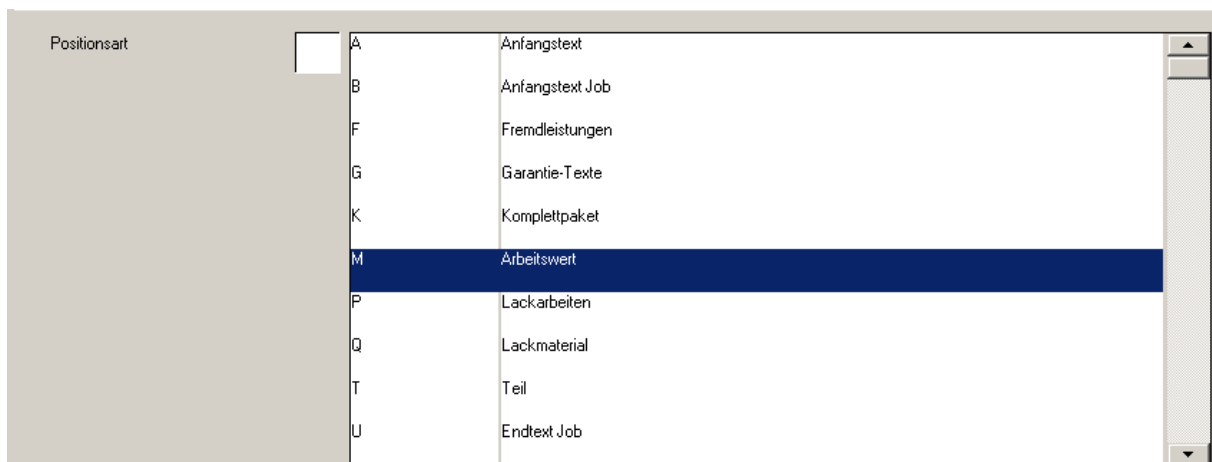 Positionsart A Anfangstext
B Anfangstext Job
F Fremdleistungen
G Garantie-Texte
K Komplettpaket
M Arbeitswert
P Lackarbeiten
Q Lackmaterial
T Teil
U Endtext Job